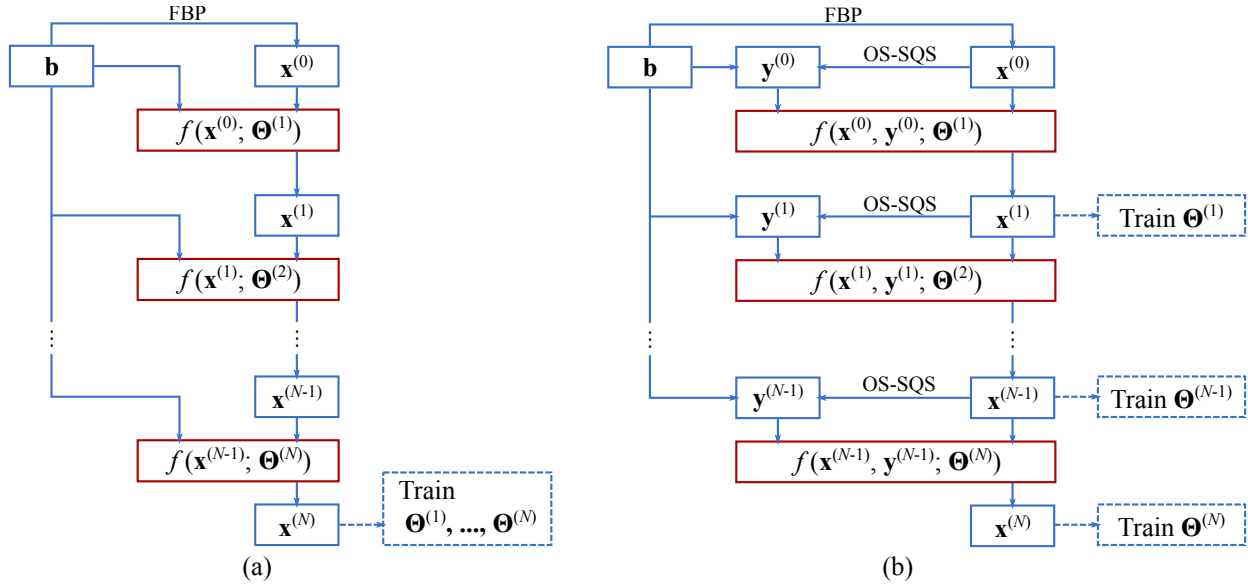 FBP
b
x^(0)
f(x^(0); Θ^(1))
x^(1)
f(x^(1); Θ^(2))
⋮
⋮
x^(N-1)
f(x^(N-1); Θ^(N))
x^(N)
Train
Θ^(1), ..., Θ^(N)
(a)
FBP
b
y^(0)
OS-SQS
x^(0)
f(x^(0), y^(0); Θ^(1))
y^(1)
OS-SQS
x^(1)
Train Θ^(1)
f(x^(1), y^(1); Θ^(2))
⋮
⋮
y^(N-1)
OS-SQS
x^(N-1)
Train Θ^(N-1)
f(x^(N-1), y^(N-1); Θ^(N))
x^(N)
Train Θ^(N)
(b)